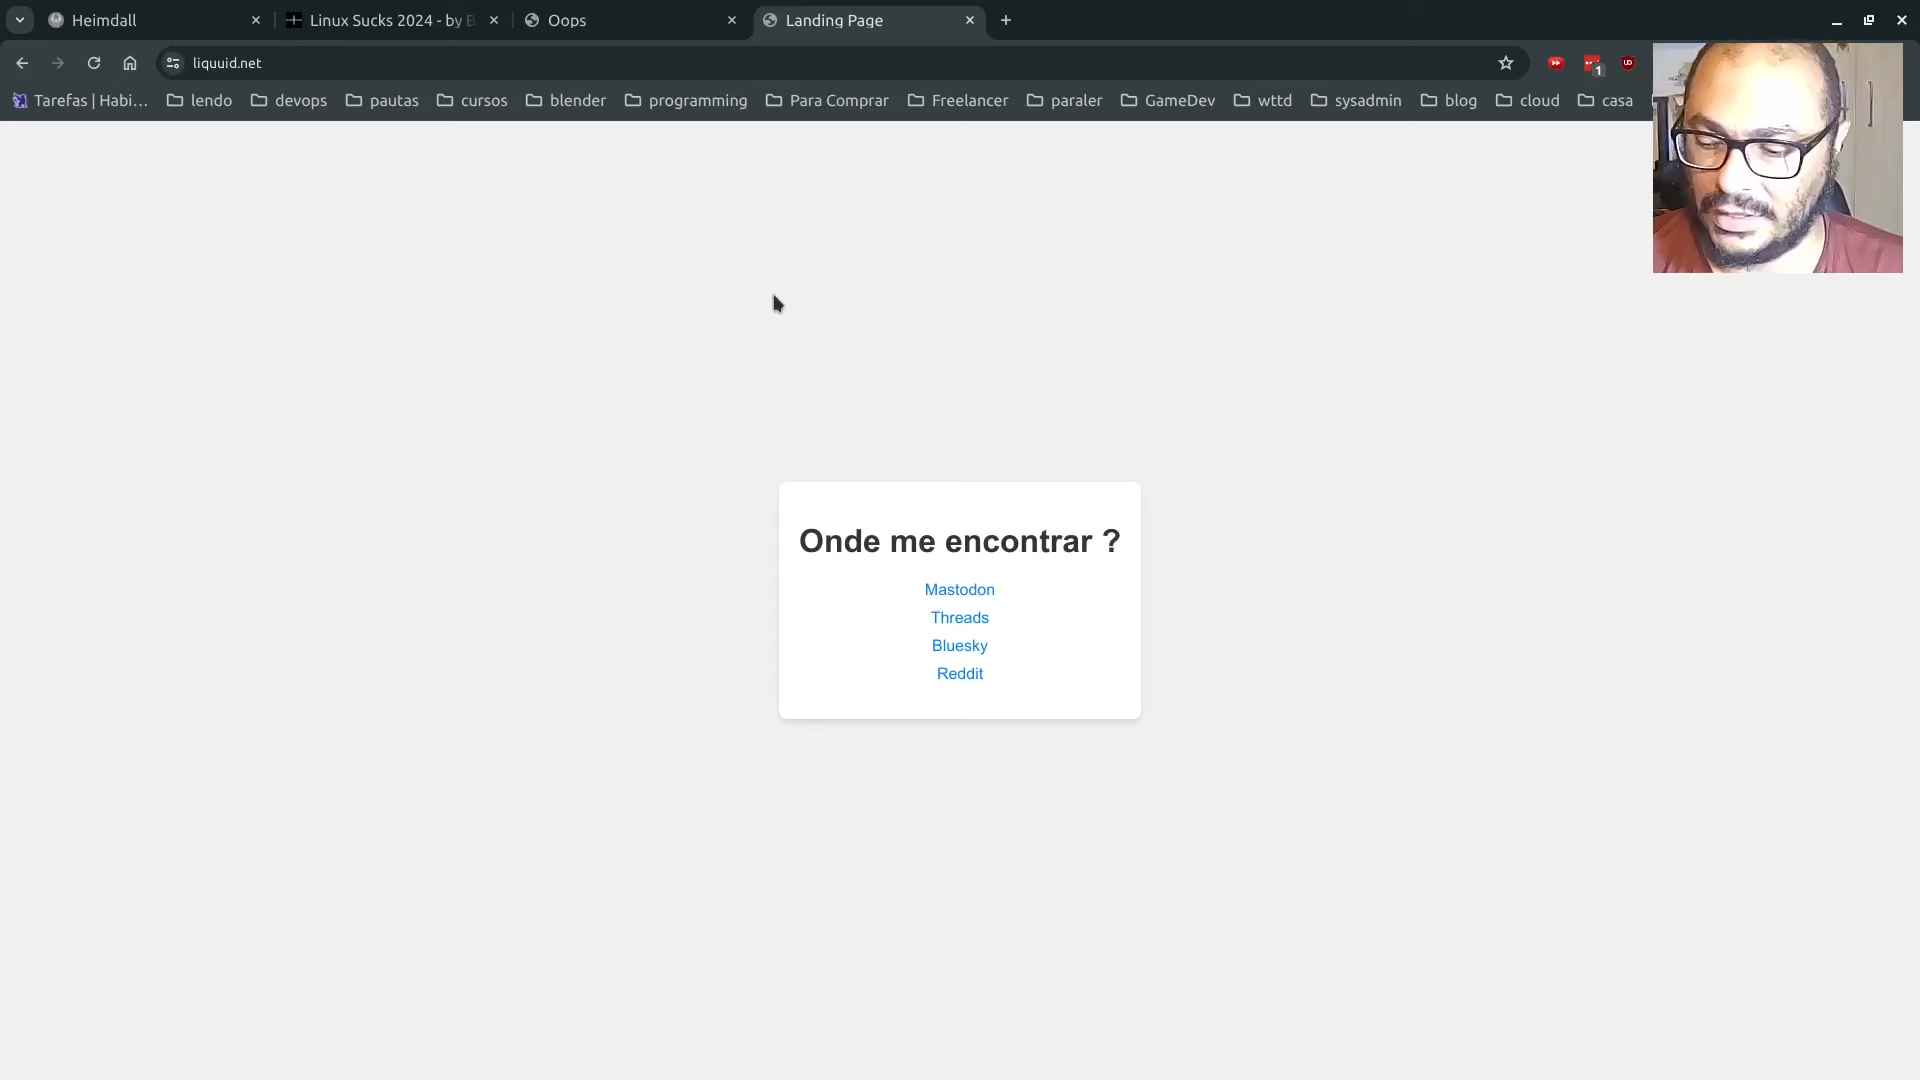 Heimdall
Linux Sucks 2024 - by B
Oops
Landing Page
liquuid.net
1
Tarefas | Habi...
lendo
devops
pautas
cursos
blender
programming
Para Comprar
Freelancer
paraler
GameDev
wttd
sysadmin
blog
cloud
casa
Onde me encontrar ?
Mastodon
Threads
Bluesky
Reddit